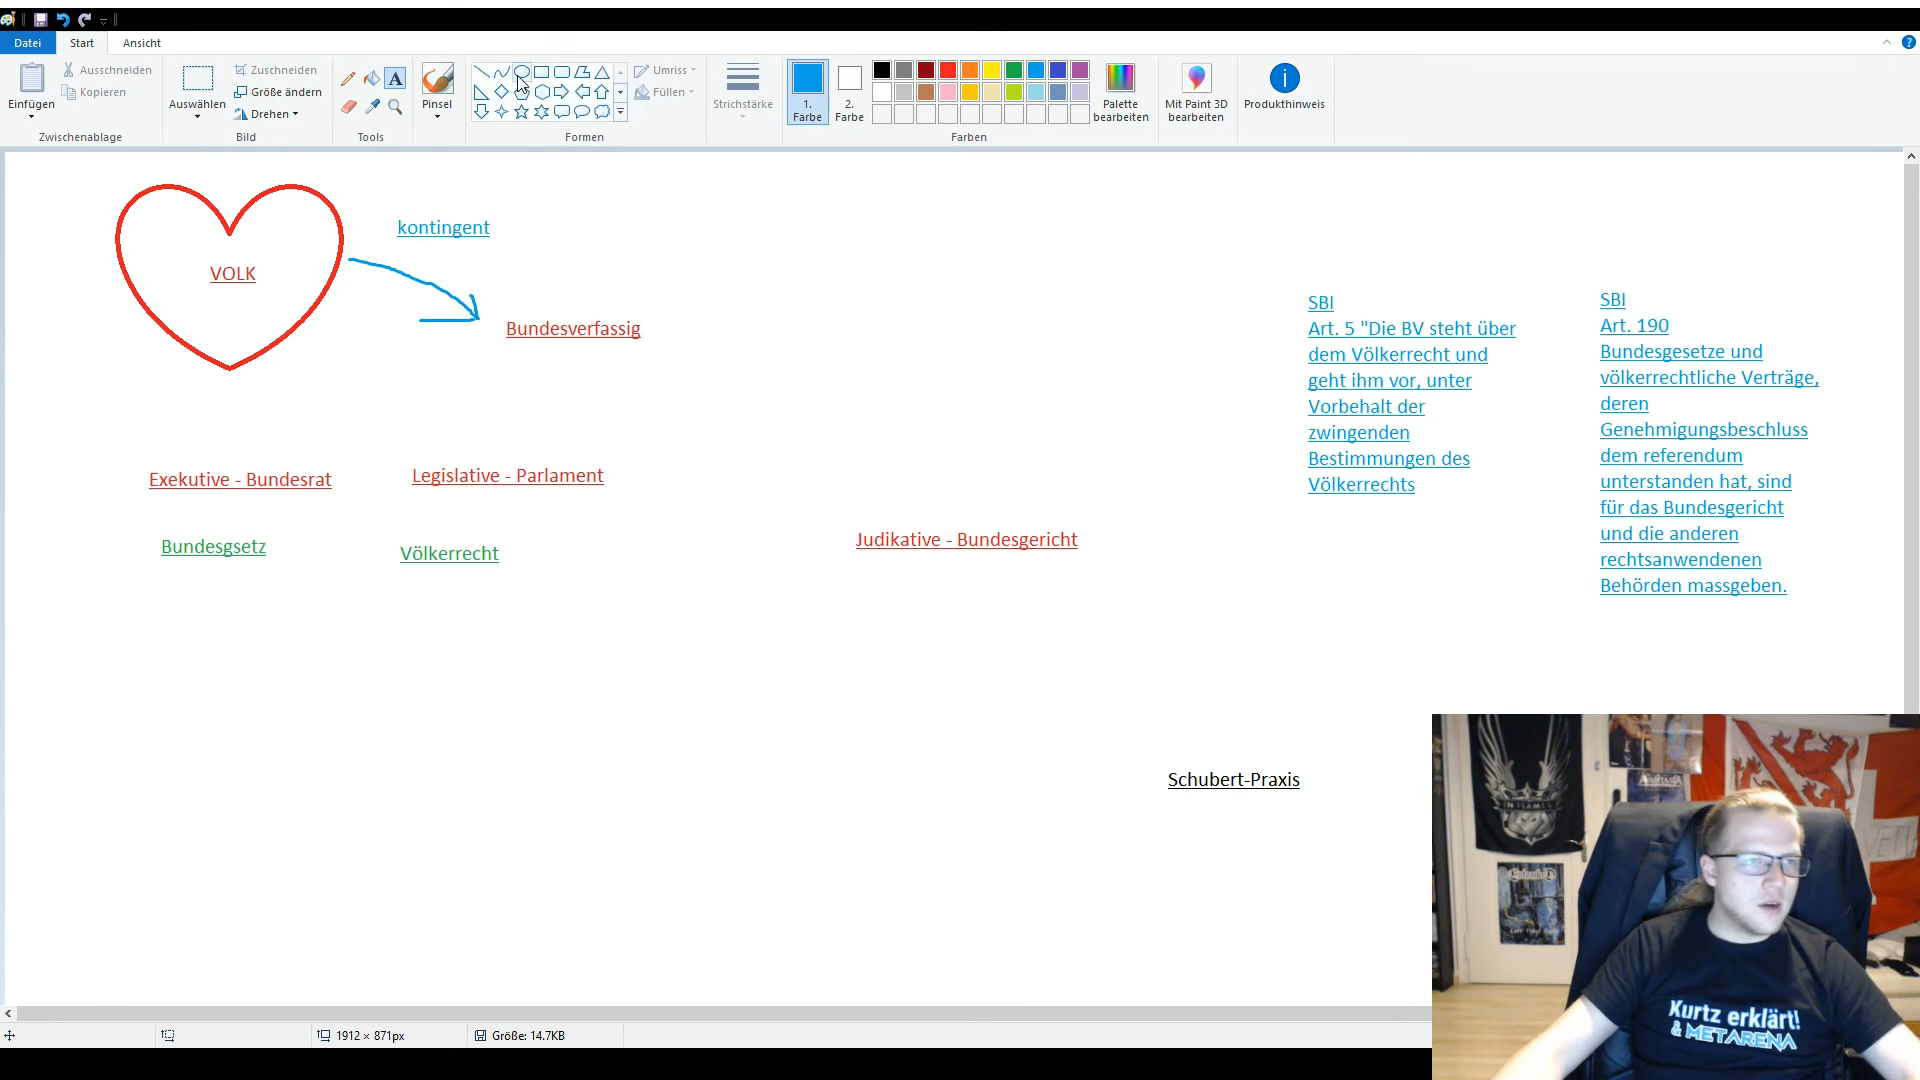 Datei
Start
Ansicht
Einfügen
Ausschneiden
Kopieren
Zwischenablage
Auswählen
Zuschneiden
Größe ändern
Drehen
Bild
Tools
Pinsel
Formen
Umriss
Füllen
Strichstärke
1.
Farbe
2.
Farbe
Farben
Palette
bearbeiten
Mit Paint 3D
bearbeiten
Produkthinweis
VOLK
kontingent
Bundesverfassig
Exekutive - Bundesrat
Legislative - Parlament
Bundesgsetz
Völkerrecht
Judikative - Bundesgericht
SBI
Art. 5 "Die BV steht über
dem Völkerrecht und
geht ihm vor, unter
Vorbehalt der
zwingenden
Bestimmungen des
Völkerrechts
SBI
Art. 190
Bundesgesetze und
völkerrechtliche Verträge,
deren
Genehmigungsbeschluss
dem referendum
unterstanden hat, sind
für das Bundesgericht
und die anderen
rechtsanwendenen
Behörden massgeben.
Schubert-Praxis
IN FLAMES
Kurtz erklärt!
& METARENA
1912 × 871px
Größe: 14.7KB